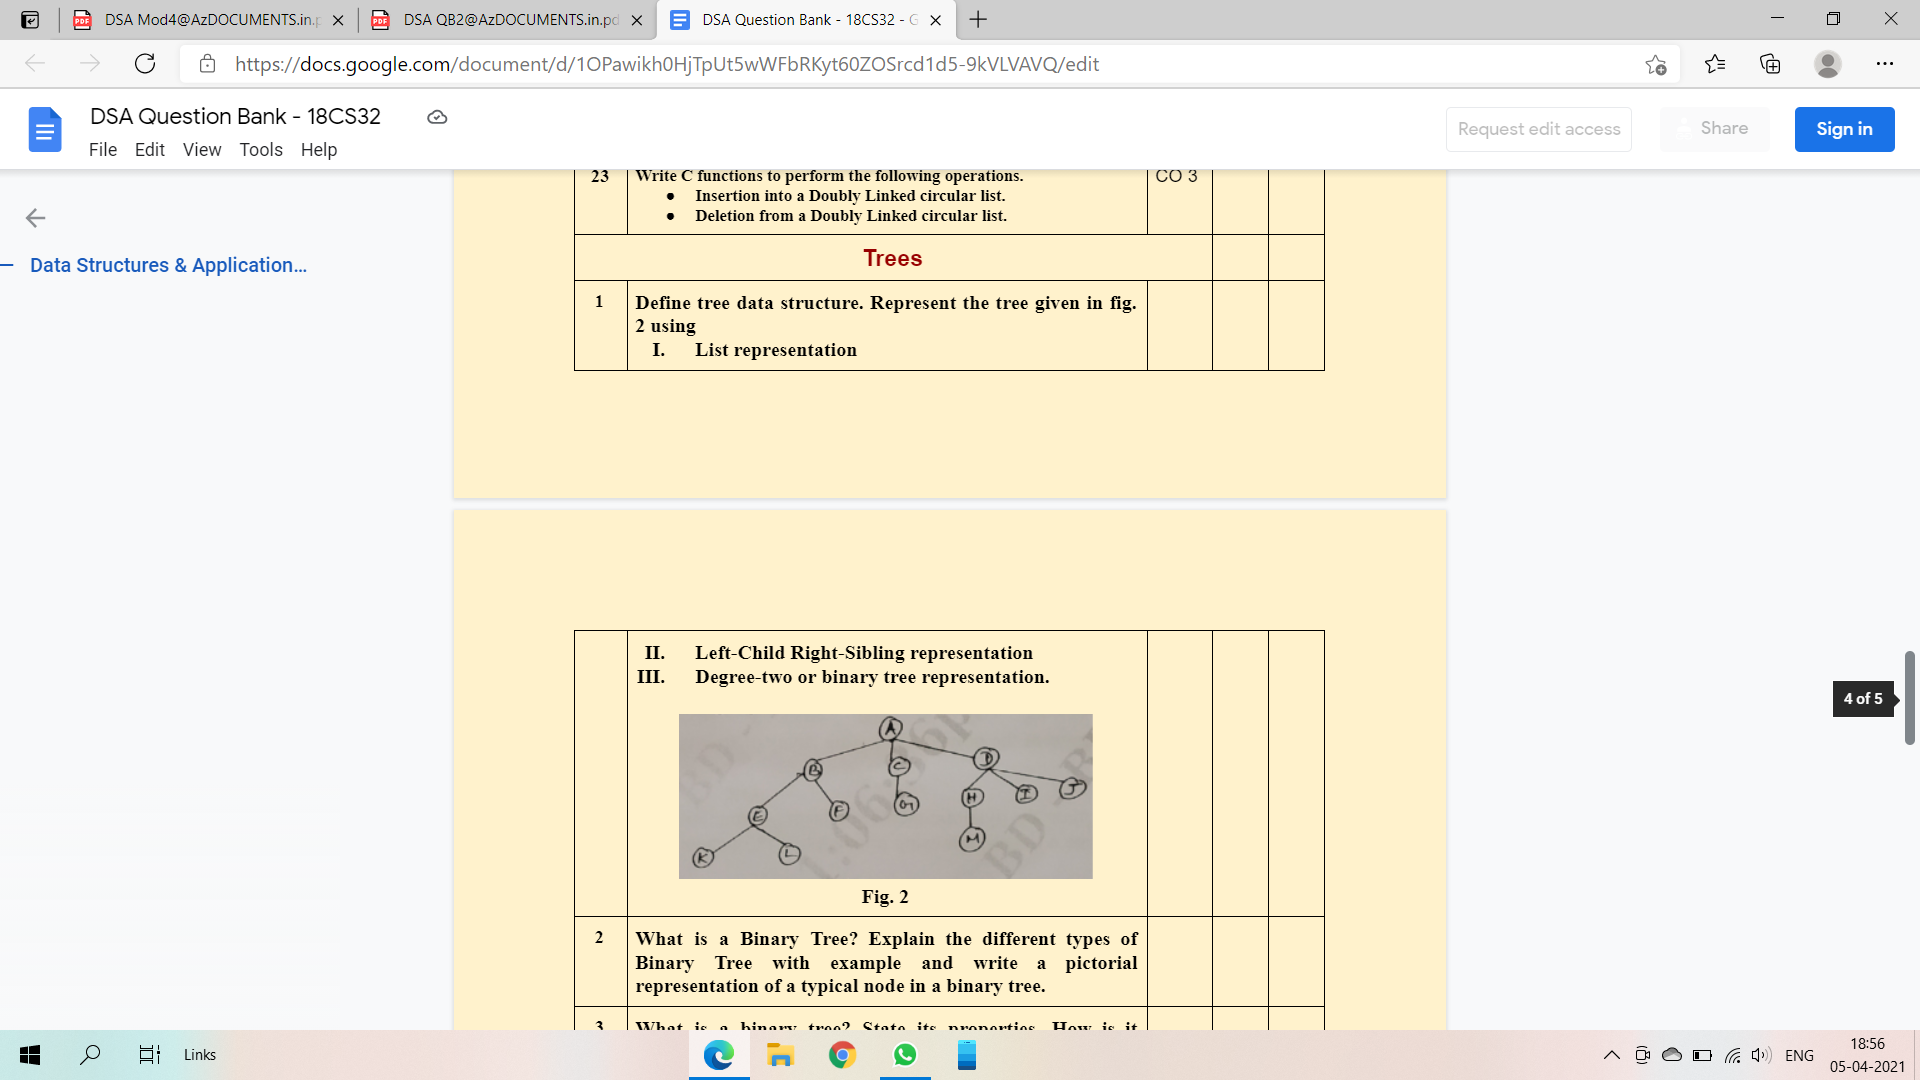 DSA Mod4@AzDOCUMENTS.in.p
DSA QB2@AzDOCUMENTS.in.pd
DSA Question Bank - 18CS32 - G
https://docs.google.com/document/d/1OPawikh0HjTpUt5wWFbRKyt60ZOSrcd1d5-9kVLVAVQ/edit
DSA Question Bank - 18CS32
Request edit access
Share
Sign in
File Edit View Tools Help
Data Structures & Application...
23 Write C functions to perform the following operations. CO 3
● Insertion into a Doubly Linked circular list.
● Deletion from a Doubly Linked circular list.
Trees
1 Define tree data structure. Represent the tree given in fig.
2 using
I. List representation
II. Left-Child Right-Sibling representation
III. Degree-two or binary tree representation.
A
B C D
E F G H I J
K L M
Fig. 2
2 What is a Binary Tree? Explain the different types of
Binary Tree with example and write a pictorial
representation of a typical node in a binary tree.
3 What is a binary tree? State its properties. How is it
4 of 5
Links
ENG
18:56
05-04-2021